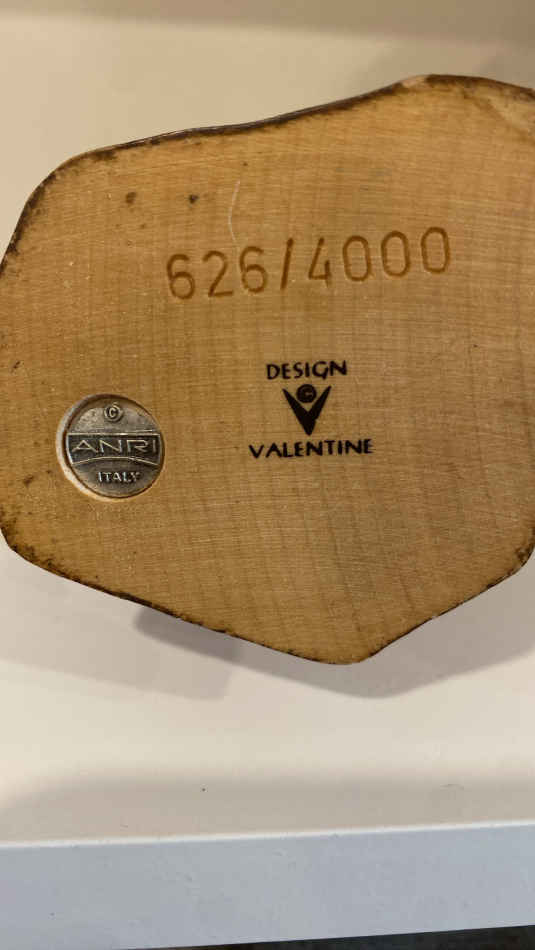 626/4000
DESIGN
©
VALENTINE
©
ANRI
ITALY